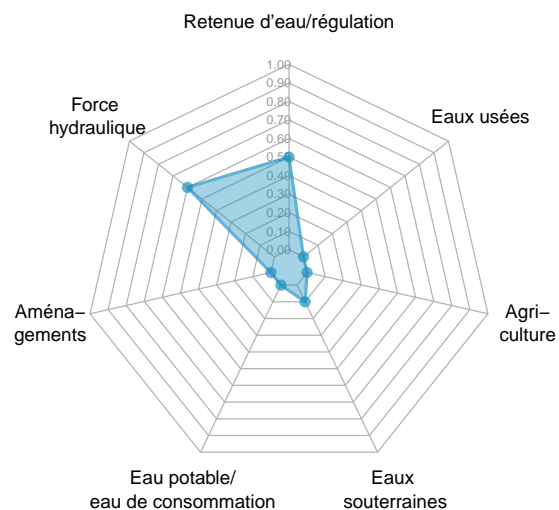 Retenue d'eau/régulation
Force
hydraulique
Eaux usées
1.00
0.90
0.80
0.70
0.60
0.50
0.40
0.30
0.20
0.10
0.00
Aména–
gements
Agri–
culture
Eau potable/
eau de consommation
Eaux
souterraines